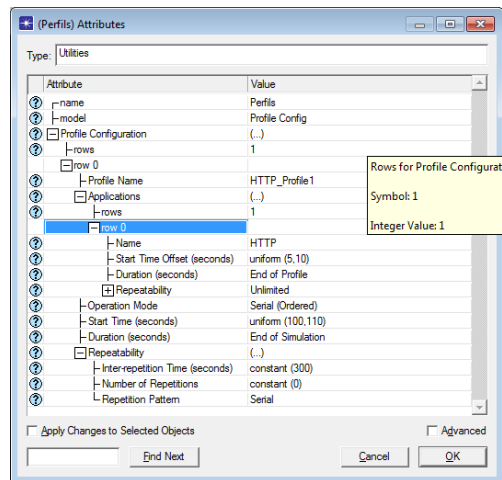 (Perfils) Attributes
Type: Utilities
Attribute Value
name Perfils
model Profile Config
Profile Configuration (...)
rows 1
row 0
Profile Name HTTP_Profile1
Applications (...)
rows 1
row 0
Name HTTP
Start Time Offset (seconds) uniform (5,10)
Duration (seconds) End of Profile
Repeatability Unlimited
Operation Mode Serial (Ordered)
Start Time (seconds) uniform (100,110)
Duration (seconds) End of Simulation
Repeatability (...)
Inter-repetition Time (seconds) constant (300)
Number of Repetitions constant (0)
Repetition Pattern Serial
Rows for Profile Configurat
Symbol: 1
Integer Value: 1
Apply Changes to Selected Objects Advanced
Find Next Cancel OK